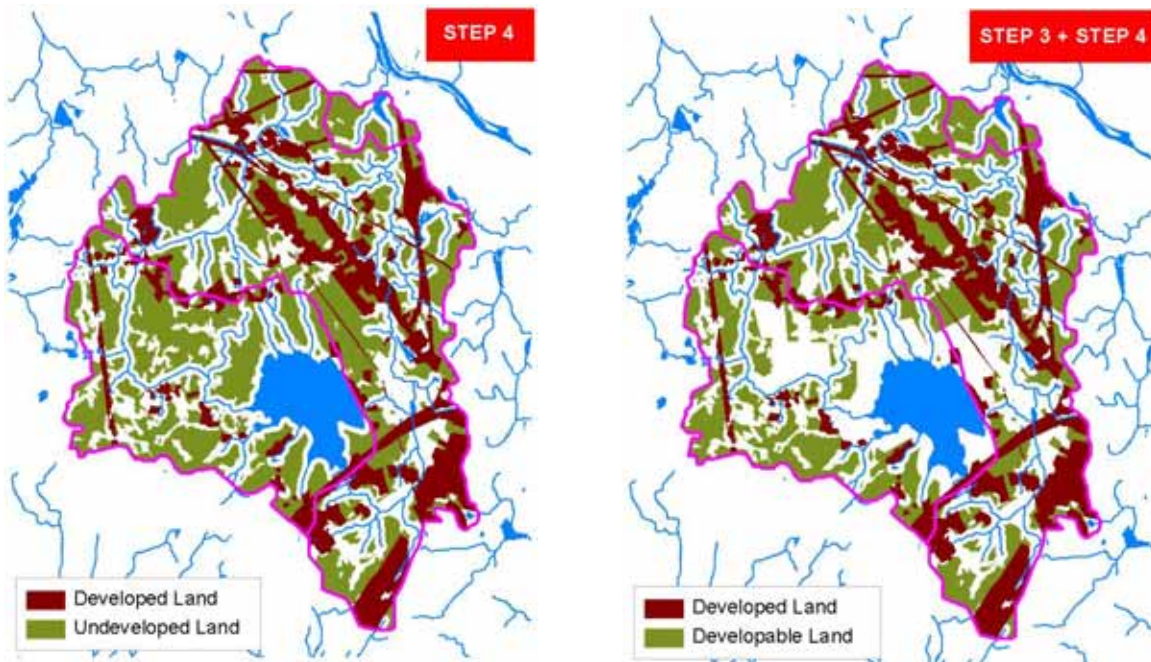 STEP 4
Developed Land
Undeveloped Land
STEP 3 + STEP 4
Developed Land
Developable Land